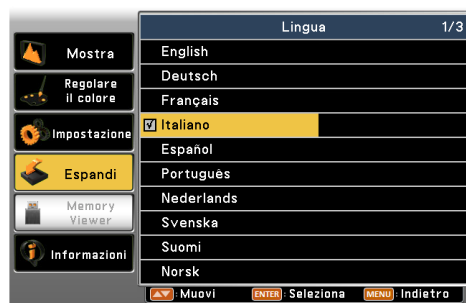 Lingua 1/3
Mostra
Regolare
il colore
Impostazione
Espandi
Memory
Viewer
Informazioni
English
Deutsch
Français
Italiano
Español
Português
Nederlands
Svenska
Suomi
Norsk
:Muovi ENTER :Seleziona MENU :Indietro